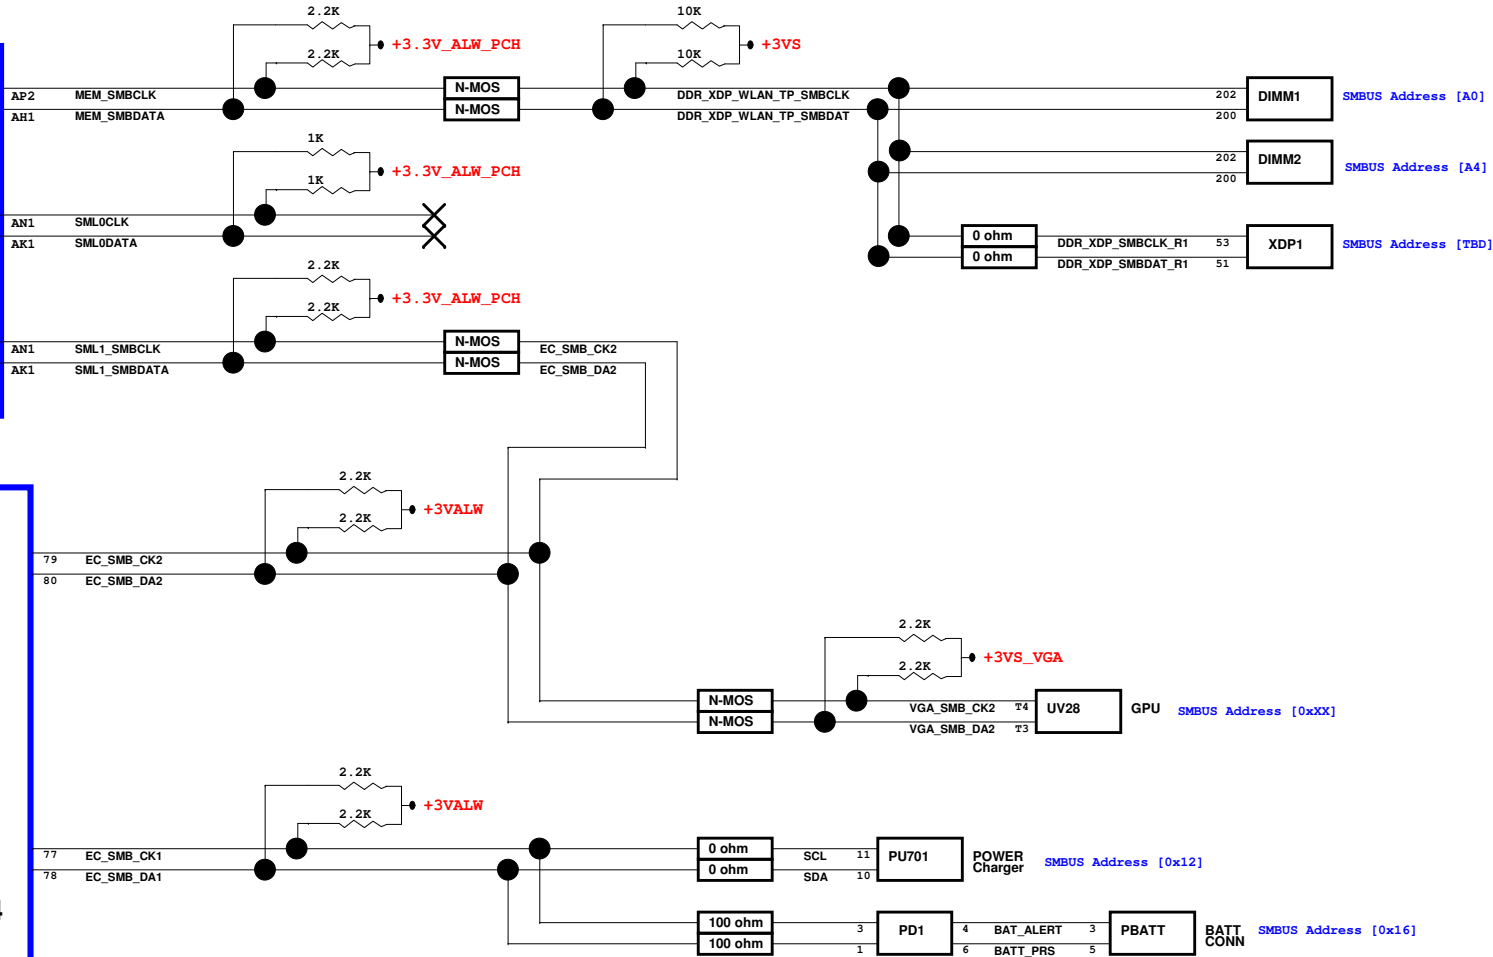 2.2K
+3.3V_ALW_PCH
2.2K
10K
+3VS
10K
AP2 MEM_SMBCLK N-MOS DDR_XDP_WLAN_TP_SMBCLK 202 DIMM1 SMBUS Address [A0]
AH1 MEM_SMBDATA N-MOS DDR_XDP_WLAN_TP_SMBDAT 200
1K
+3.3V_ALW_PCH
1K
202 DIMM2 SMBUS Address [A4]
200
AN1 SML0CLK
AK1 SML0DATA
0 ohm DDR_XDP_SMBCLK_R1 53 XDP1 SMBUS Address [TBD]
0 ohm DDR_XDP_SMBDAT_R1 51
2.2K
+3.3V_ALW_PCH
2.2K
AN1 SML1_SMBCLK N-MOS EC_SMB_CK2
AK1 SML1_SMBDATA N-MOS EC_SMB_DA2
2.2K
+3VALW
2.2K
79 EC_SMB_CK2
80 EC_SMB_DA2
2.2K
+3VS_VGA
2.2K
N-MOS VGA_SMB_CK2 T4 UV28 GPU SMBUS Address [0xXX]
N-MOS VGA_SMB_DA2 T3
2.2K
+3VALW
2.2K
77 EC_SMB_CK1 0 ohm SCL 11 PU701 POWER SMBUS Address [0x12]
78 EC_SMB_DA1 0 ohm SDA 10 Charger
100 ohm 3 PD1 4 BAT_ALERT 3 PBATT BATT SMBUS Address [0x16]
100 ohm 1 6 BATT_PRS 5 CONN